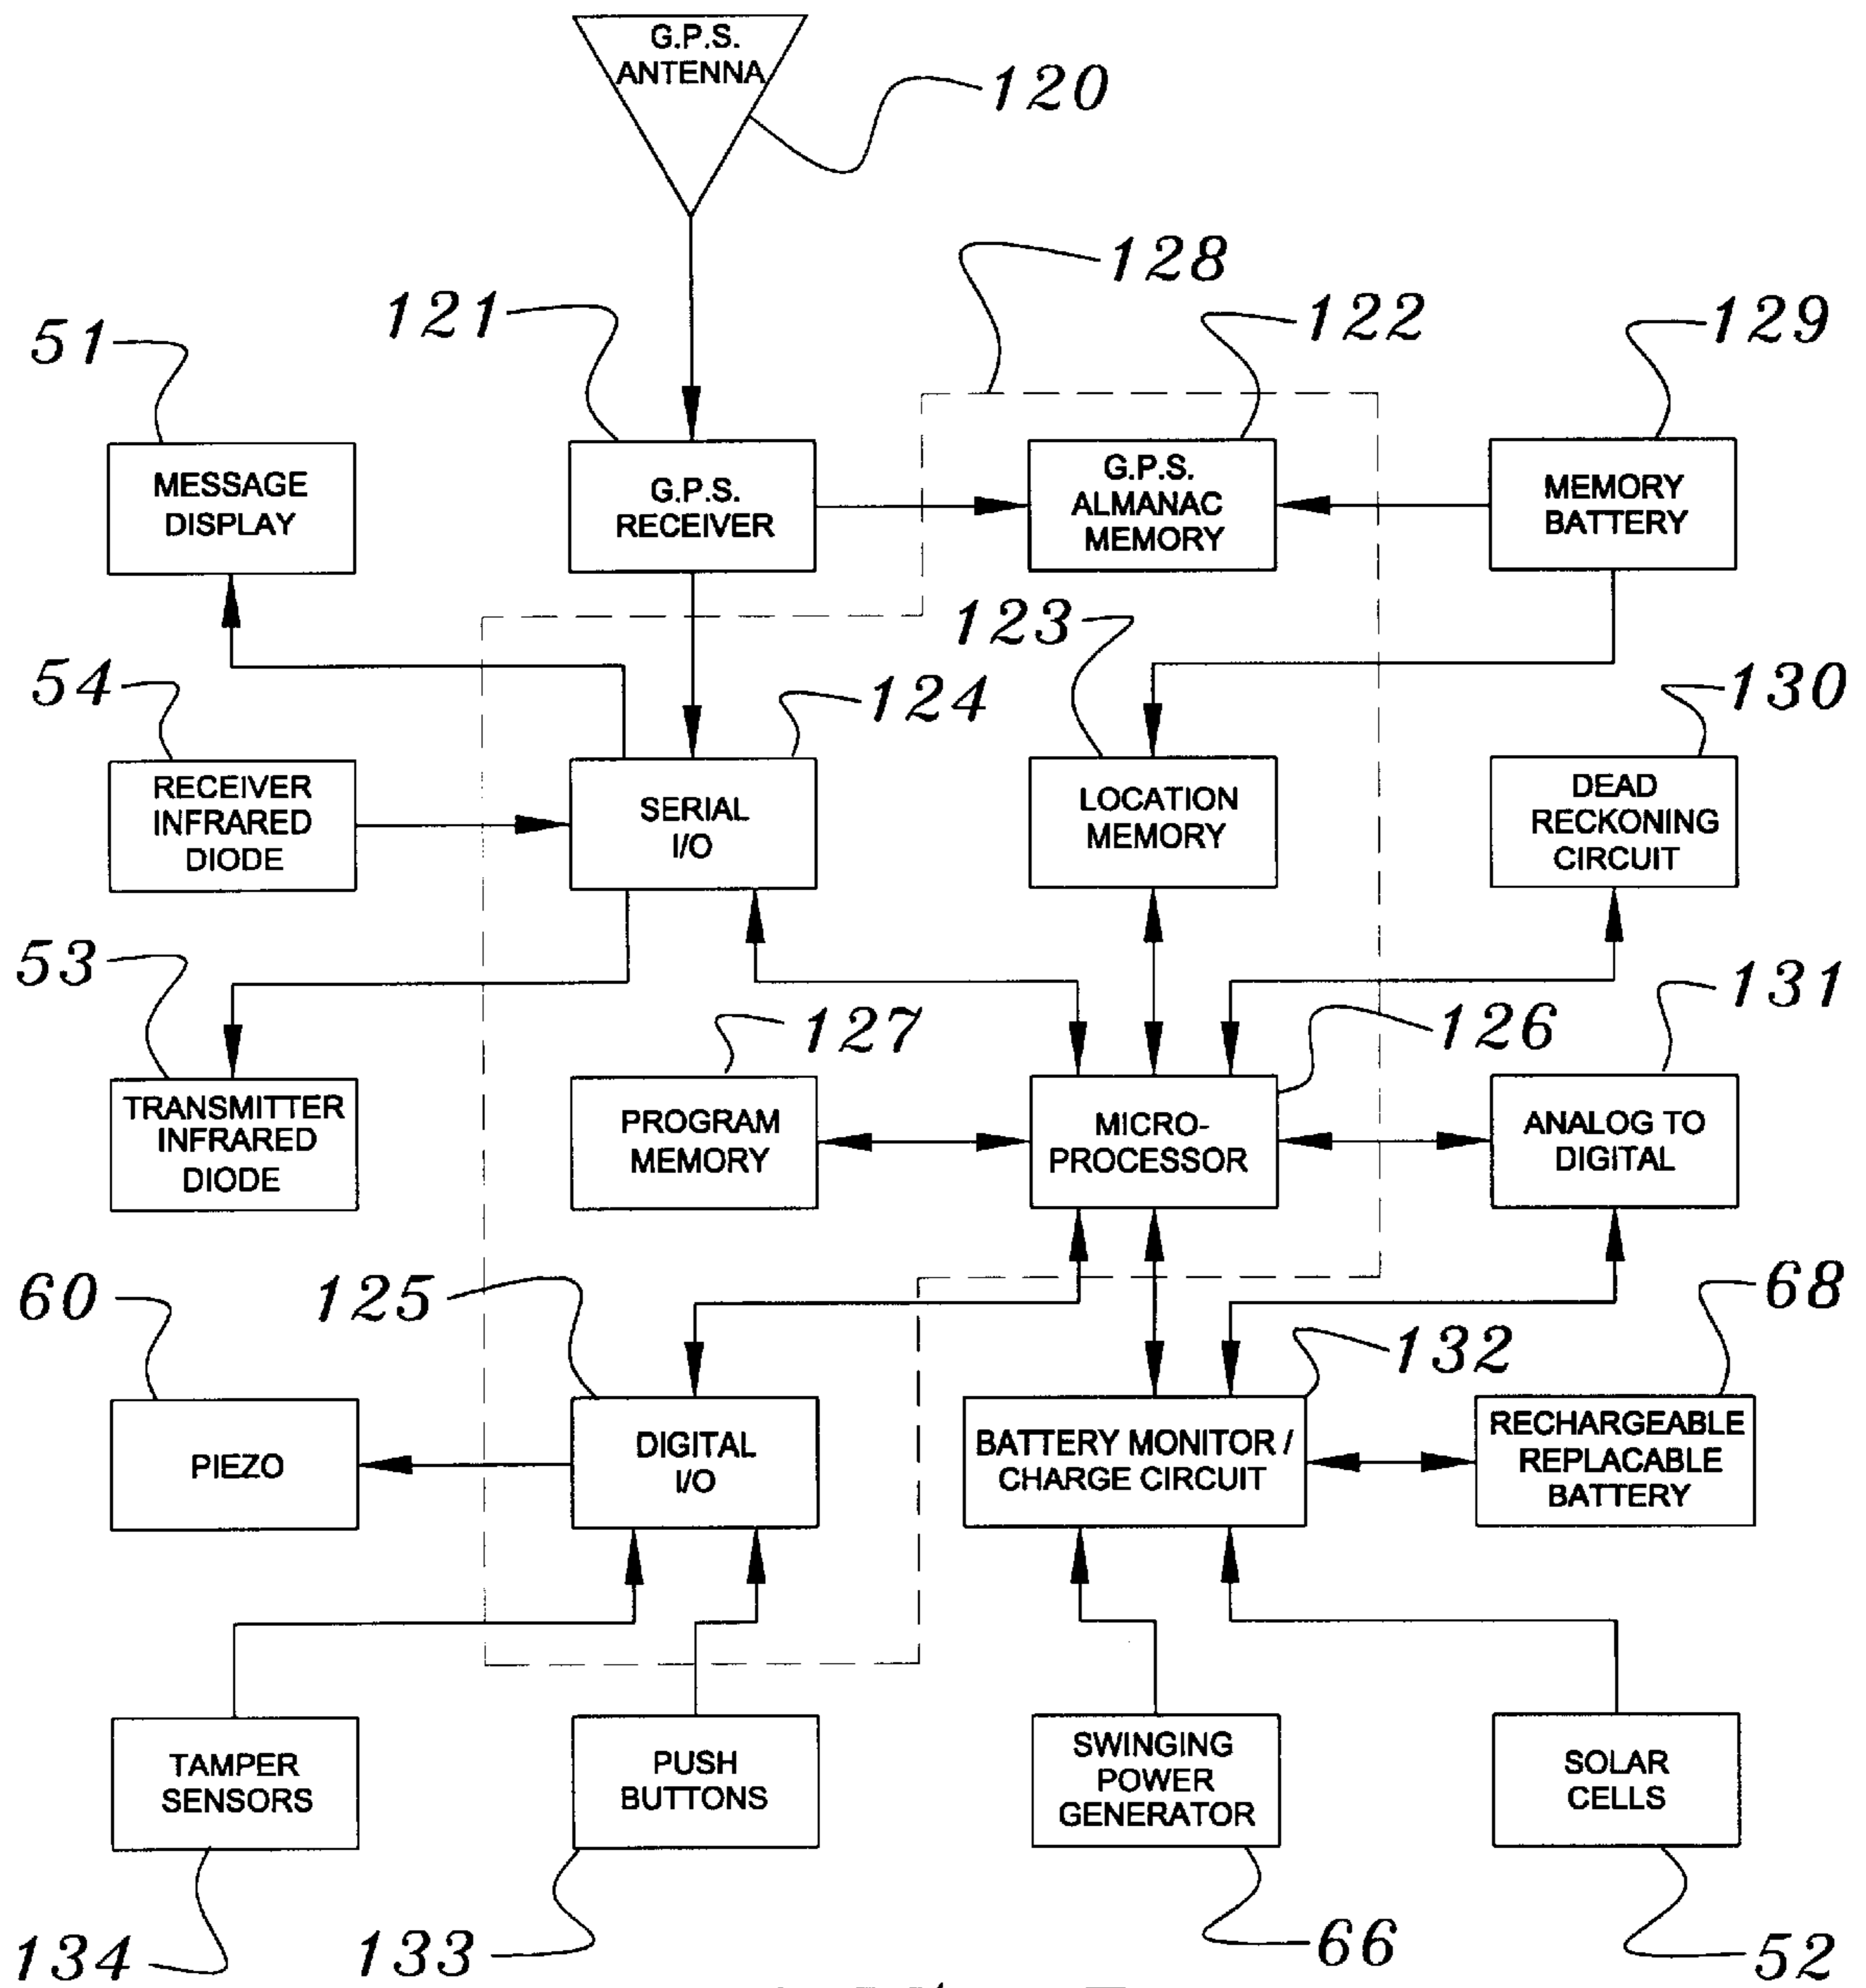 G.P.S.
ANTENNA
120
128
121
122
129
51
MESSAGE
DISPLAY
G.P.S.
RECEIVER
G.P.S.
ALMANAC
MEMORY
MEMORY
BATTERY
123
54
124
130
RECEIVER
INFRARED
DIODE
SERIAL
I/O
LOCATION
MEMORY
DEAD
RECKONING
CIRCUIT
53
127
126
131
TRANSMITTER
INFRARED
DIODE
PROGRAM
MEMORY
MICRO-
PROCESSOR
ANALOG TO
DIGITAL
60
125
132
68
PIEZO
DIGITAL
I/O
BATTERY MONITOR /
CHARGE CIRCUIT
RECHARGEABLE
REPLACABLE
BATTERY
TAMPER
SENSORS
PUSH
BUTTONS
SWINGING
POWER
GENERATOR
SOLAR
CELLS
134
133
66
52